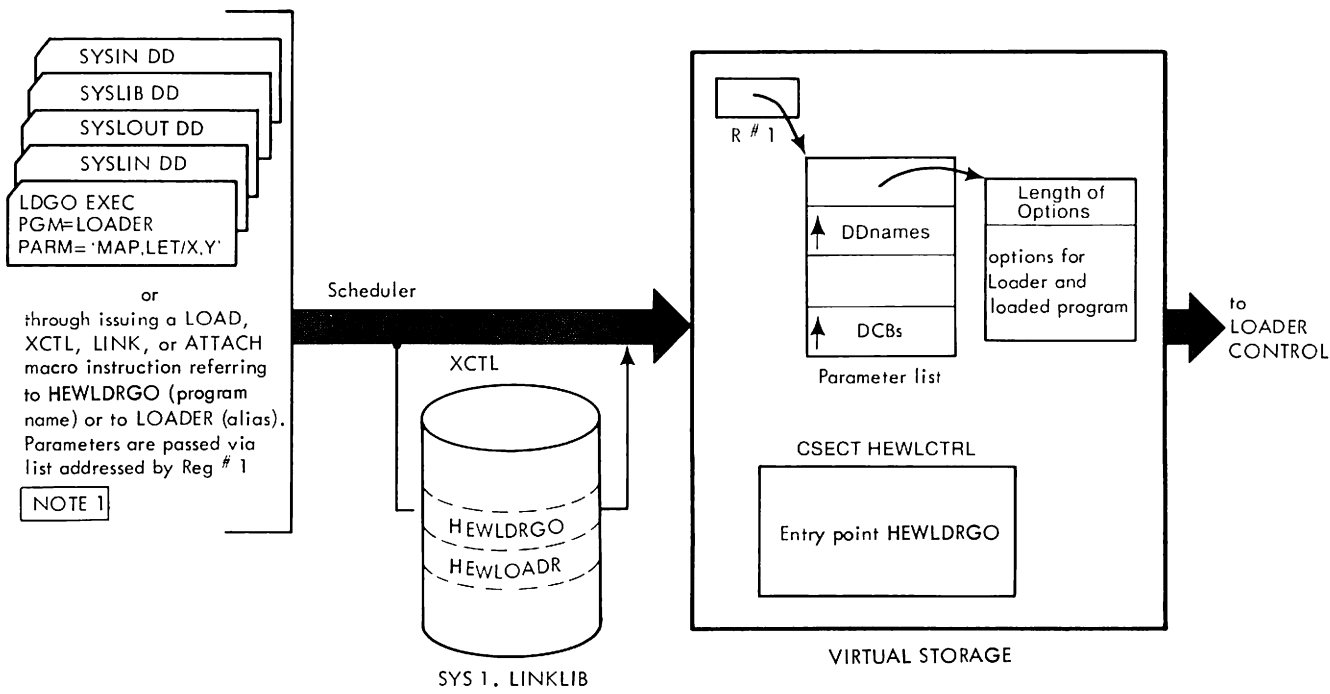 SYSIN DD
SYSLIB DD
SYSLOUT DD
SYSLIN DD
LDGO EXEC
PGM=LOADER
PARM= 'MAP,LET/X,Y'
or
through issuing a LOAD,
XCTL, LINK, or ATTACH
macro instruction referring
to HEWLDRGO (program
name) or to LOADER (alias).
Parameters are passed via
list addressed by Reg # 1
NOTE 1
Scheduler
XCTL
HEWLDRGO
HEWLOADR
SYS 1. LINKLIB
R # 1
DDnames
DCBs
Parameter list
Length of
Options
options for
Loader and
loaded program
CSECT HEWLCTRL
Entry point HEWLDRGO
VIRTUAL STORAGE
to
LOADER
CONTROL